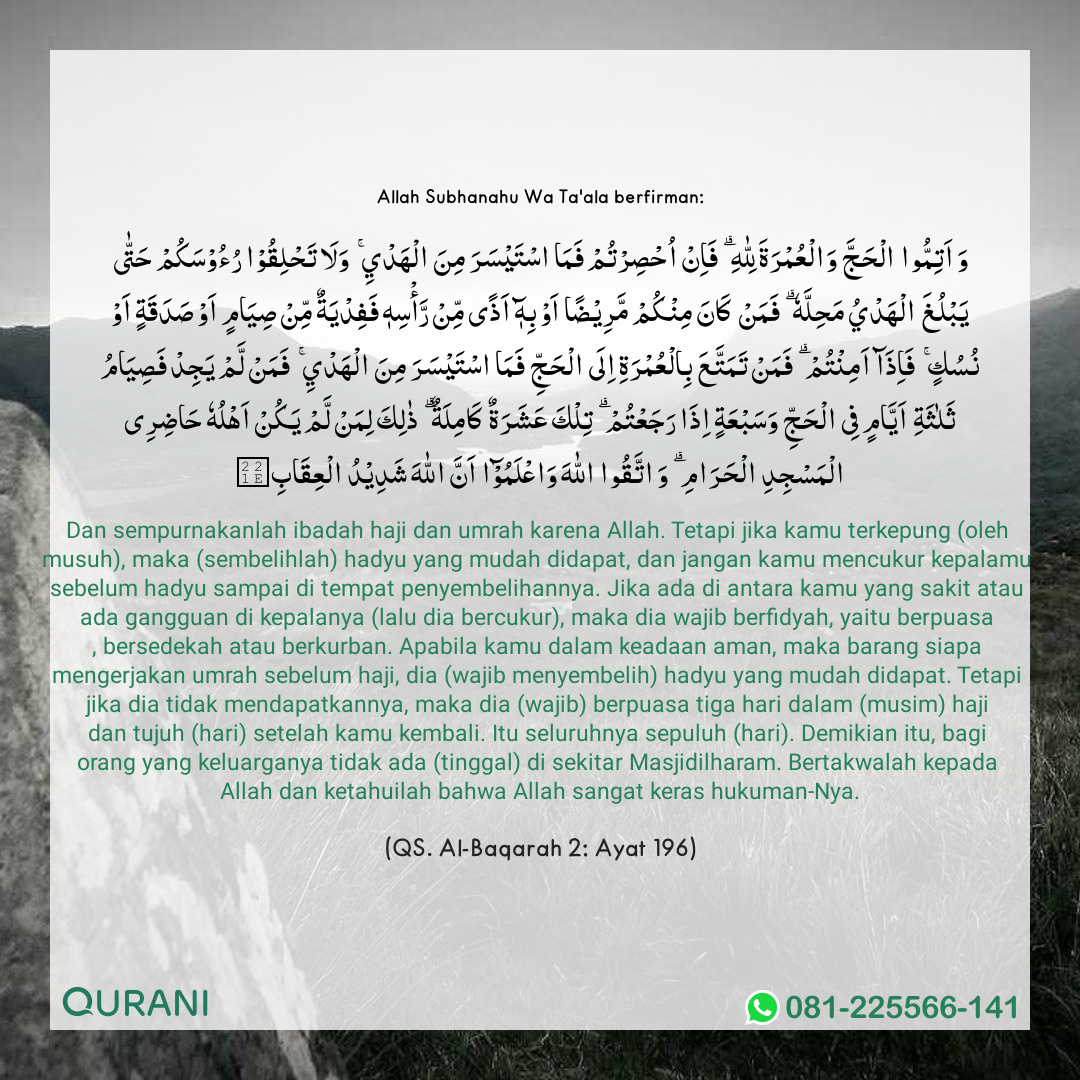 Allah Subhanahu Wa Ta'ala berfirman:
وَاَتِمُّوا الْحَجَّ وَالْعُمْرَةَ لِلّٰهِ ۗ فَاِنْ اُحْصِرْتُمْ فَمَا اسْتَيْسَرَ مِنَ الْهَدْيِ ۚ وَلَا تَحْلِقُوْا رُءُوْسَكُمْ حَتّٰى
يَبْلُغَ الْهَدْيُ مَحِلَّهٗ ۗ فَمَنْ كَانَ مِنْكُمْ مَّرِيْضًا اَوْ بِهٖٓ اَذًى مِّنْ رَّأْسِهٖ فَفِدْيَةٌ مِّنْ صِيَامٍ اَوْ صَدَقَةٍ اَوْ
نُسُكٍ ۚ فَاِذَآ اَمِنْتُمْ ۗ فَمَنْ تَمَتَّعَ بِالْعُمْرَةِ اِلَى الْحَجِّ فَمَا اسْتَيْسَرَ مِنَ الْهَدْيِ ۚ فَمَنْ لَّمْ يَجِدْ فَصِيَامُ
ثَلٰثَةِ اَيَّامٍ فِى الْحَجِّ وَسَبْعَةٍ اِذَا رَجَعْتُمْ ۗ تِلْكَ عَشَرَةٌ كَامِلَةٌ ۗ ذٰلِكَ لِمَنْ لَّمْ يَكُنْ اَهْلُهٗ حَاضِرِى
الْمَسْجِدِ الْحَرَامِ ۗ وَاتَّقُوا اللّٰهَ وَاعْلَمُوْٓا اَنَّ اللّٰهَ شَدِيْدُ الْعِقَابِ
Dan sempurnakanlah ibadah haji dan umrah karena Allah. Tetapi jika kamu terkepung (oleh
musuh), maka (sembelihlah) hadyu yang mudah didapat, dan jangan kamu mencukur kepalamu
sebelum hadyu sampai di tempat penyembelihannya. Jika ada di antara kamu yang sakit atau
ada gangguan di kepalanya (lalu dia bercukur), maka dia wajib berfidyah, yaitu berpuasa
, bersedekah atau berkurban. Apabila kamu dalam keadaan aman, maka barang siapa
mengerjakan umrah sebelum haji, dia (wajib menyembelih) hadyu yang mudah didapat. Tetapi
jika dia tidak mendapatkannya, maka dia (wajib) berpuasa tiga hari dalam (musim) haji
dan tujuh (hari) setelah kamu kembali. Itu seluruhnya sepuluh (hari). Demikian itu, bagi
orang yang keluarganya tidak ada (tinggal) di sekitar Masjidilharam. Bertakwalah kepada
Allah dan ketahuilah bahwa Allah sangat keras hukuman-Nya.
(QS. Al-Baqarah 2: Ayat 196)
QURANI
081-225566-141